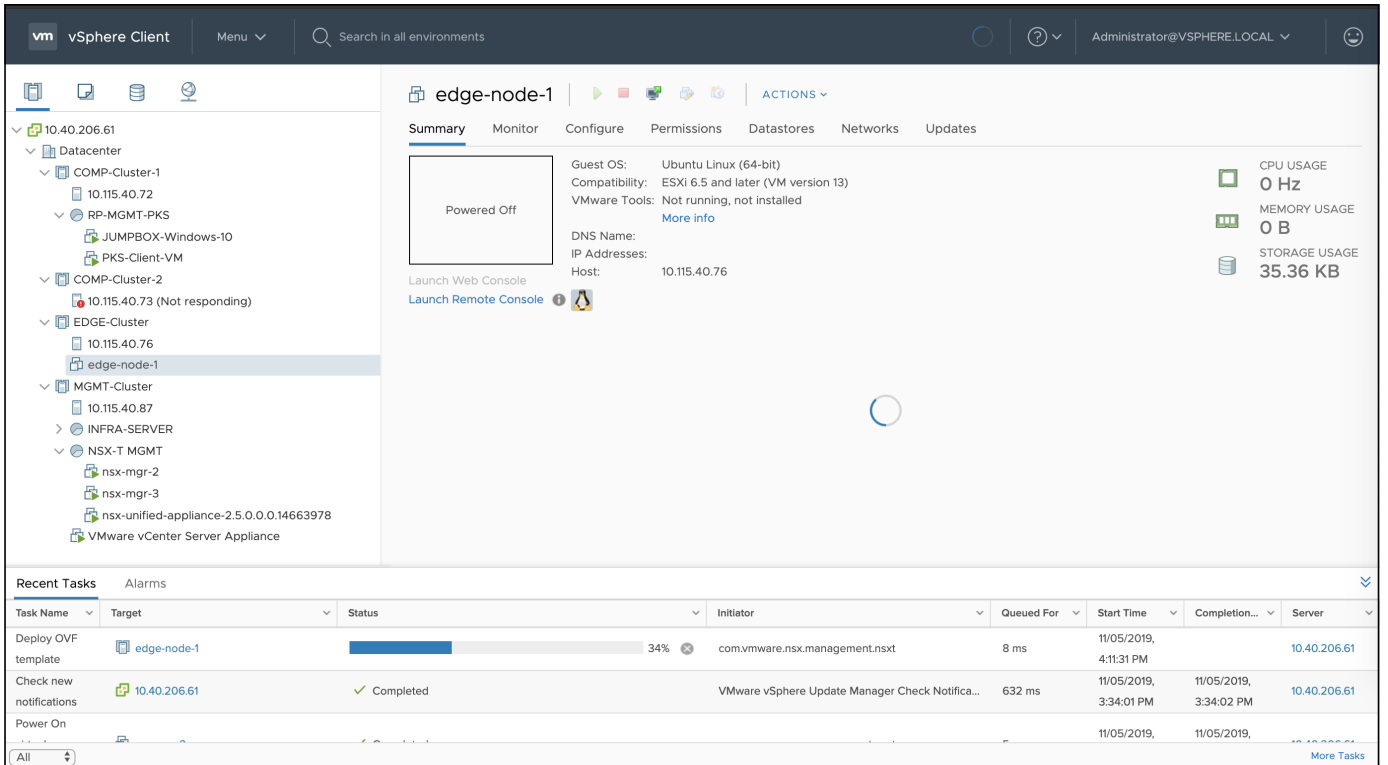 vm vSphere Client Menu Search in all environments Administrator@VSPHERE.LOCAL
10.40.206.61
Datacenter
COMP-Cluster-1
10.115.40.72
RP-MGMT-PKS
JUMPBOX-Windows-10
PKS-Client-VM
COMP-Cluster-2
10.115.40.73 (Not responding)
EDGE-Cluster
10.115.40.76
edge-node-1
MGMT-Cluster
10.115.40.87
INFRA-SERVER
NSX-T MGMT
nsx-mgr-2
nsx-mgr-3
nsx-unified-appliance-2.5.0.0.0.14663978
VMware vCenter Server Appliance
edge-node-1 ACTIONS
Summary Monitor Configure Permissions Datastores Networks Updates
Powered Off
Launch Web Console
Launch Remote Console
Guest OS: Ubuntu Linux (64-bit)
Compatibility: ESXi 6.5 and later (VM version 13)
VMware Tools: Not running, not installed
More info
DNS Name:
IP Addresses:
Host: 10.115.40.76
CPU USAGE
0 Hz
MEMORY USAGE
0 B
STORAGE USAGE
35.36 KB
Recent Tasks Alarms
Task Name Target Status Initiator Queued For Start Time Completion... Server
Deploy OVF template edge-node-1 34% com.vmware.nsx.management.nsxt 8 ms 11/05/2019, 4:11:31 PM 10.40.206.61
Check new notifications 10.40.206.61 Completed VMware vSphere Update Manager Check Notifica... 632 ms 11/05/2019, 3:34:01 PM 11/05/2019, 3:34:02 PM 10.40.206.61
Power On 11/05/2019, 11/05/2019,
All More Tasks